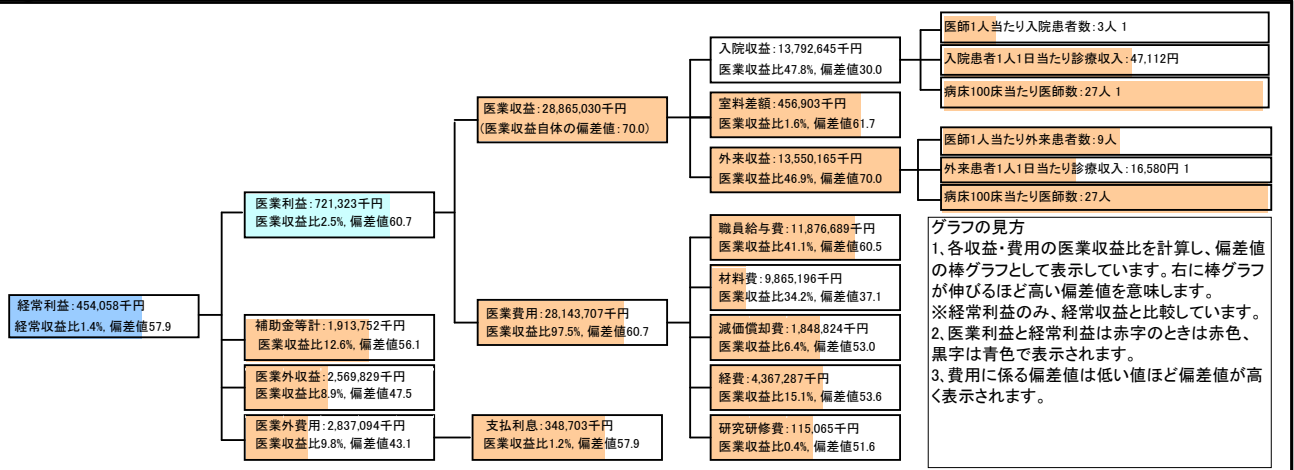 経常利益：454,058千円
経常収益比1.4%, 偏差値57.9
医業利益：721,323千円
医業収益比2.5%, 偏差値60.7
補助金等計：1,913,752千円
医業収益比12.6%, 偏差値56.1
医業外収益：2,569,829千円
医業収益比8.9%, 偏差値47.5
医業外費用：2,837,094千円
医業収益比9.8%, 偏差値43.1
医業収益：28,865,030千円
(医業収益自体の偏差値：70.0)
医業費用：28,143,707千円
医業収益比97.5%, 偏差値60.7
支払利息：348,703千円
医業収益比1.2%, 偏差値57.9
入院収益：13,792,645千円
医業収益比47.8%, 偏差値30.0
室料差額：456,903千円
医業収益比1.6%, 偏差値61.7
外来収益：13,550,165千円
医業収益比46.9%, 偏差値70.0
職員給与費：11,876,689千円
医業収益比41.1%, 偏差値60.5
材料費：9,865,196千円
医業収益比34.2%, 偏差値37.1
減価償却費：1,848,824千円
医業収益比6.4%, 偏差値53.0
経費：4,367,287千円
医業収益比15.1%, 偏差値53.6
研究研修費：115,065千円
医業収益比0.4%, 偏差値51.6
医師1人当たり入院患者数：3人 1
入院患者1人1日当たり診療収入：47,112円
病床100床当たり医師数：27人 1
医師1人当たり外来患者数：9人
外来患者1人1日当たり診療収入：16,580円 1
病床100床当たり医師数：27人
グラフの見方
1、各収益・費用の医業収益比を計算し、偏差値
の棒グラフとして表示しています。右に棒グラフ
が伸びるほど高い偏差値を意味します。
※経常利益のみ、経常収益と比較しています。
2、医業利益と経常利益は赤字のときは赤色、
黒字は青色で表示されます。
3、費用に係る偏差値は低い値ほど偏差値が高
く表示されます。